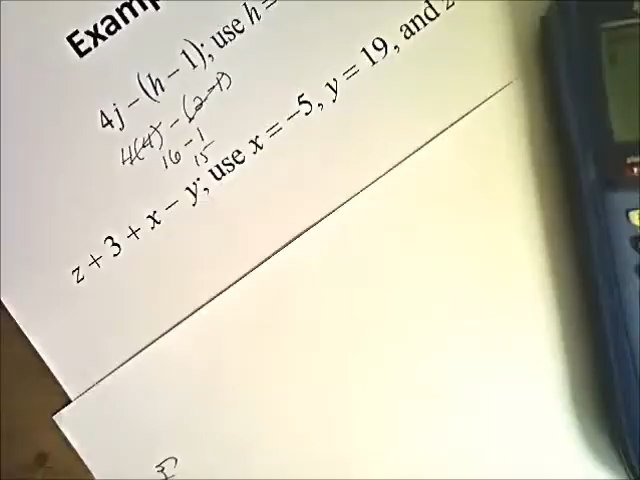 Examp
4j – (h – 1); use h =
4(4) – (2–1)
16 – 1
15
z + 3 + x – y; use x = –5, y = 19, and z